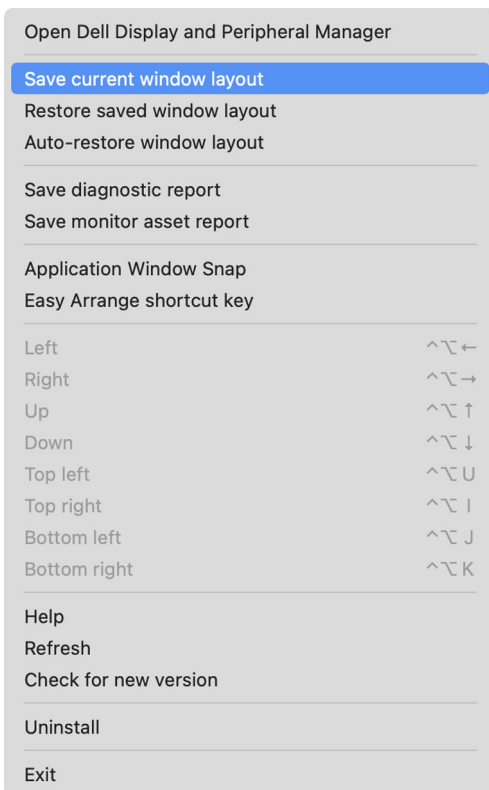 Open Dell Display and Peripheral Manager
Save current window layout
Restore saved window layout
Auto-restore window layout
Save diagnostic report
Save monitor asset report
Application Window Snap
Easy Arrange shortcut key
Left ^⌥←
Right ^⌥→
Up ^⌥↑
Down ^⌥↓
Top left ^⌥U
Top right ^⌥I
Bottom left ^⌥J
Bottom right ^⌥K
Help
Refresh
Check for new version
Uninstall
Exit